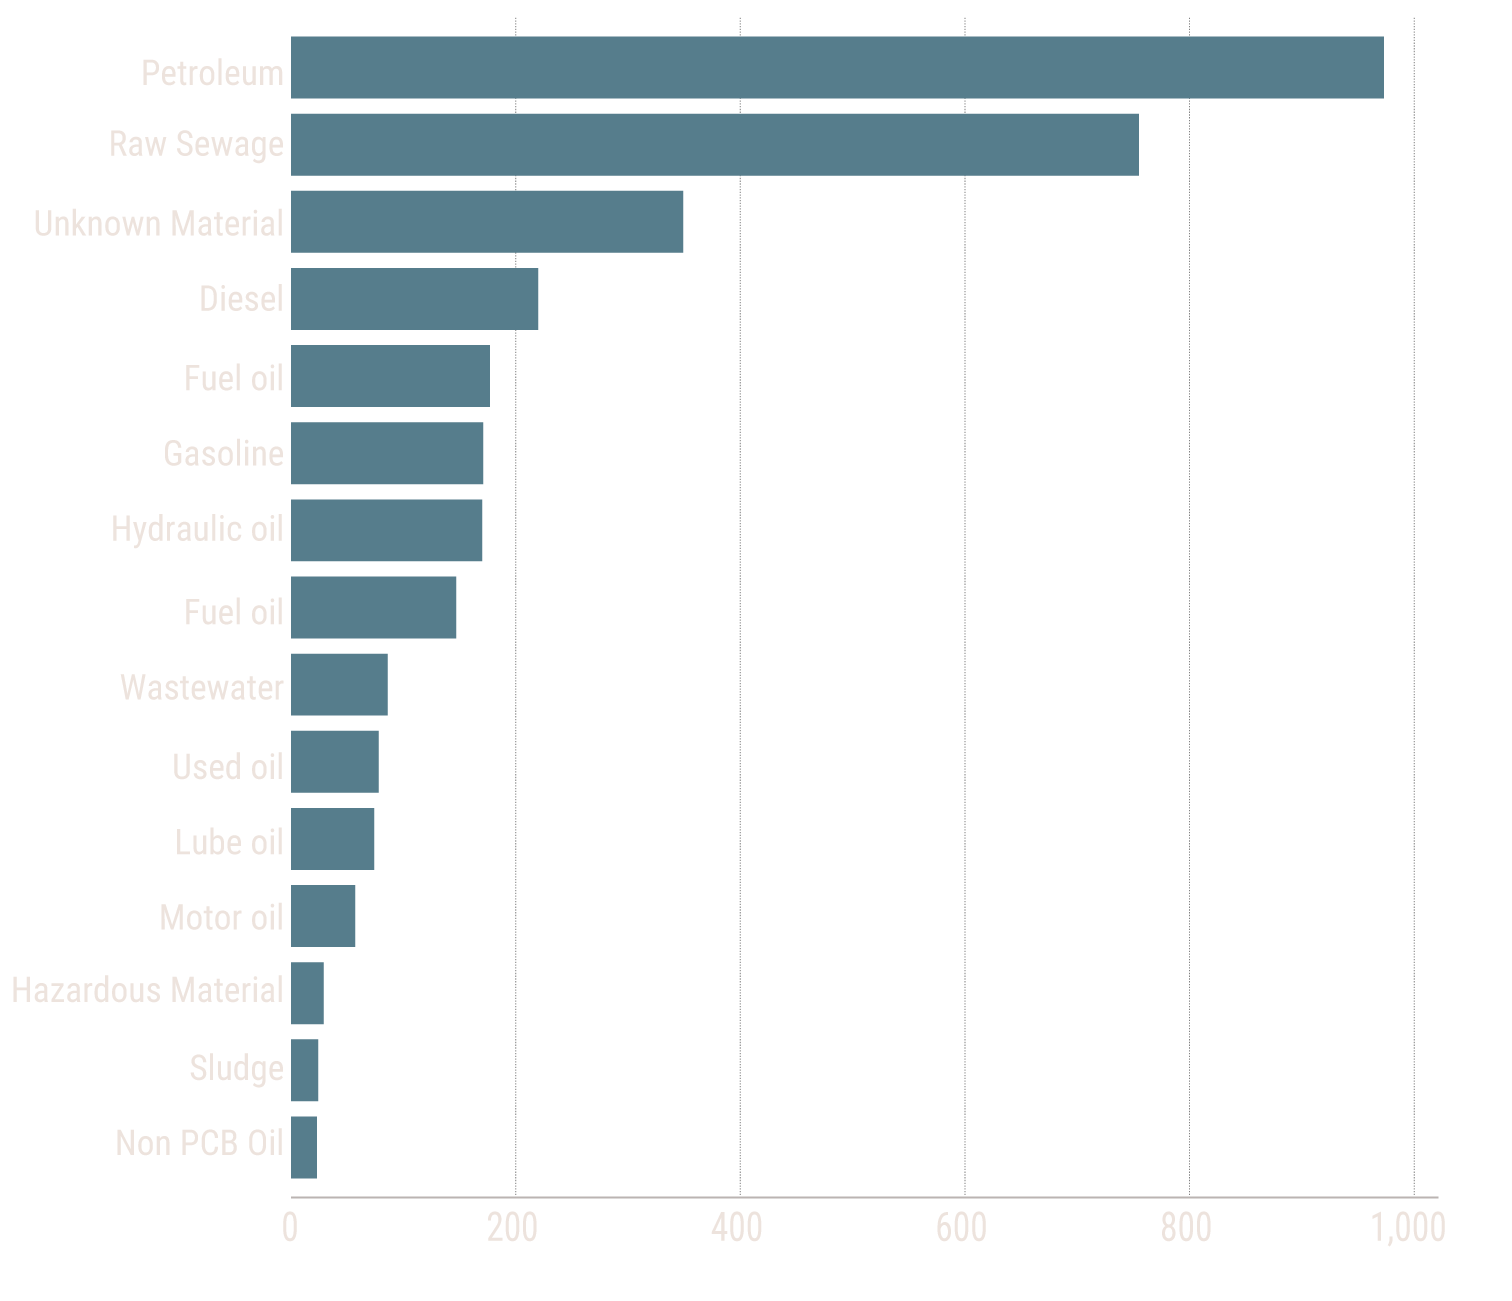 Petroleum
Raw Sewage
Unknown Material
Diesel
Fuel oil
Gasoline
Hydraulic oil
Fuel oil
Wastewater
Used oil
Lube oil
Motor oil
Hazardous Material
Sludge
Non PCB Oil
0 200 400 600 800 1,000